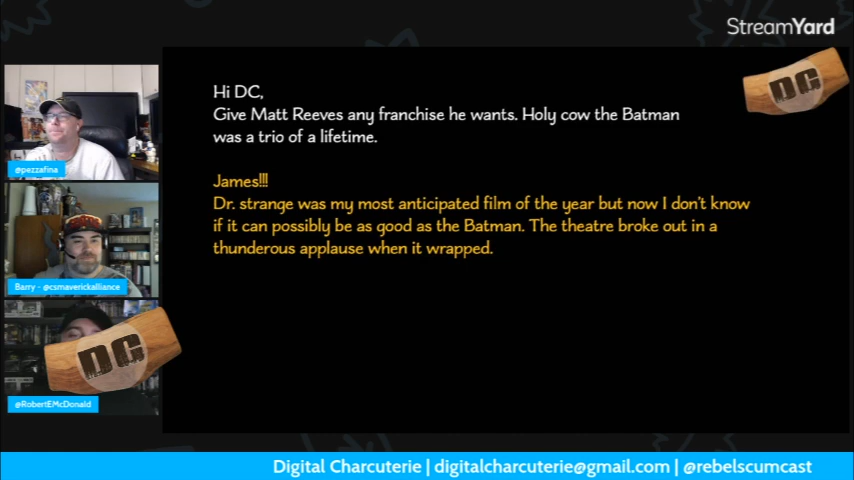 StreamYard
DC
Hi DC,
Give Matt Reeves any franchise he wants. Holy cow the Batman
was a trio of a lifetime.
James!!!
Dr. strange was my most anticipated film of the year but now I don't know
if it can possibly be as good as the Batman. The theatre broke out in a
thunderous applause when it wrapped.
@pezzafina
Barry - @csmaverickalliance
DC
@RobertEMcDonald
Digital Charcuterie | digitalcharcuterie@gmail.com | @rebelscumcast